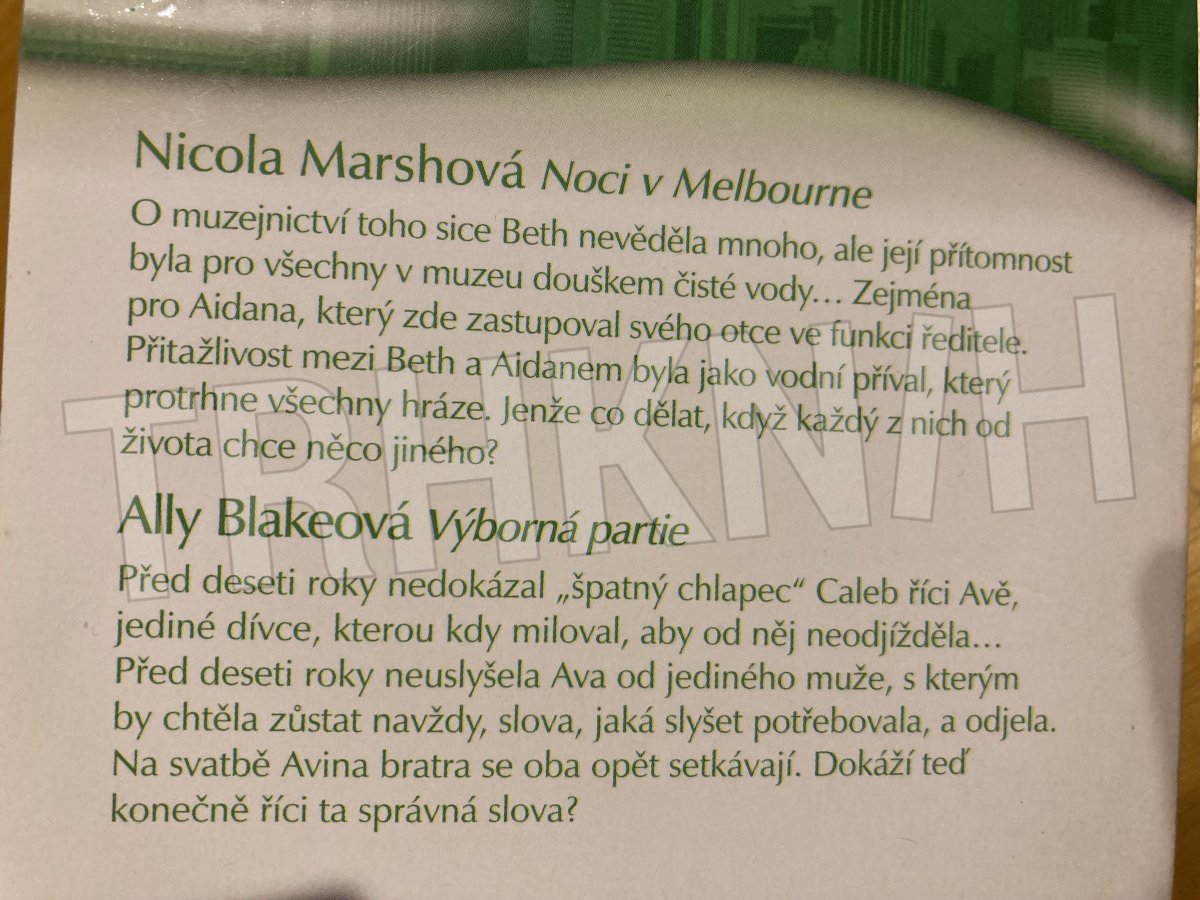 Nicola Marshová Noci v Melbourne
O muzejnictví toho sice Beth nevěděla mnoho, ale její přítomnost
byla pro všechny v muzeu douškem čisté vody... Zejména
pro Aidana, který zde zastupoval svého otce ve funkci ředitele.
Přitažlivost mezi Beth a Aidanem byla jako vodní příval, který
protrhne všechny hráze. Jenže co dělat, když každý z nich od
života chce něco jiného?
Ally Blakeová Výborná partie
Před deseti roky nedokázal „špatný chlapec“ Caleb říci Avě,
jediné dívce, kterou kdy miloval, aby od něj neodjížděla...
Před deseti roky neuslyšela Ava od jediného muže, s kterým
by chtěla zůstat navždy, slova, jaká slyšet potřebovala, a odjela.
Na svatbě Avina bratra se oba opět setkávají. Dokáží teď
konečně říci ta správná slova?
TRHKNIH